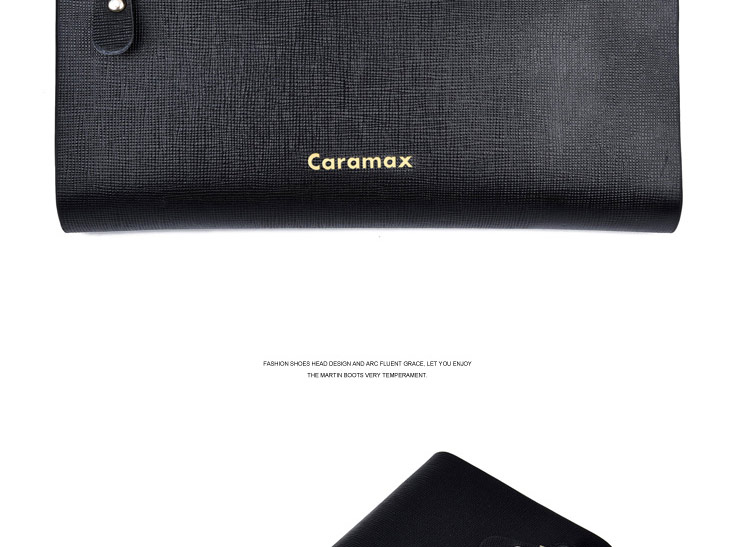 Caramax
FASHION SHOES HEAD DESIGN AND ARC FLUENT GRACE, LET YOU ENJOY
THE MARTIN BOOTS VERY TEMPERAMENT.